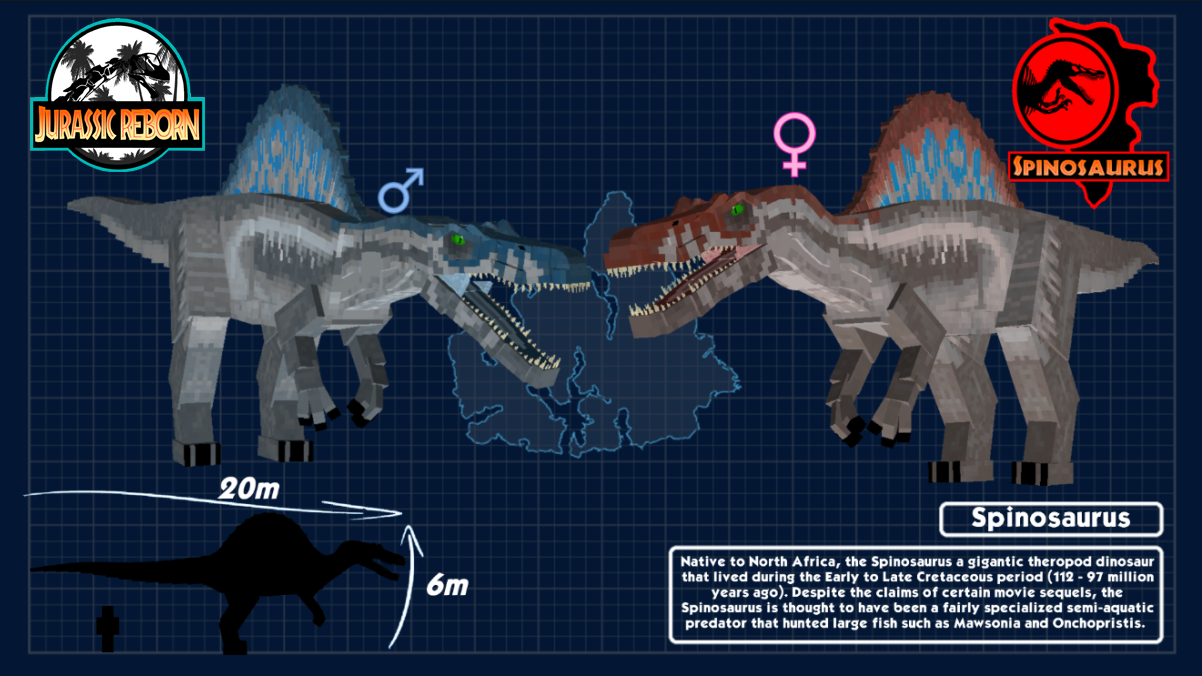 JURASSIC REBORN
SPINOSAURUS
20m
6m
Spinosaurus
Native to North Africa, the Spinosaurus a gigantic theropod dinosaur
that lived during the Early to Late Cretaceous period (112 - 97 million
years ago). Despite the claims of certain movie sequels, the
Spinosaurus is thought to have been a fairly specialized semi-aquatic
predator that hunted large fish such as Mawsonia and Onchopristis.